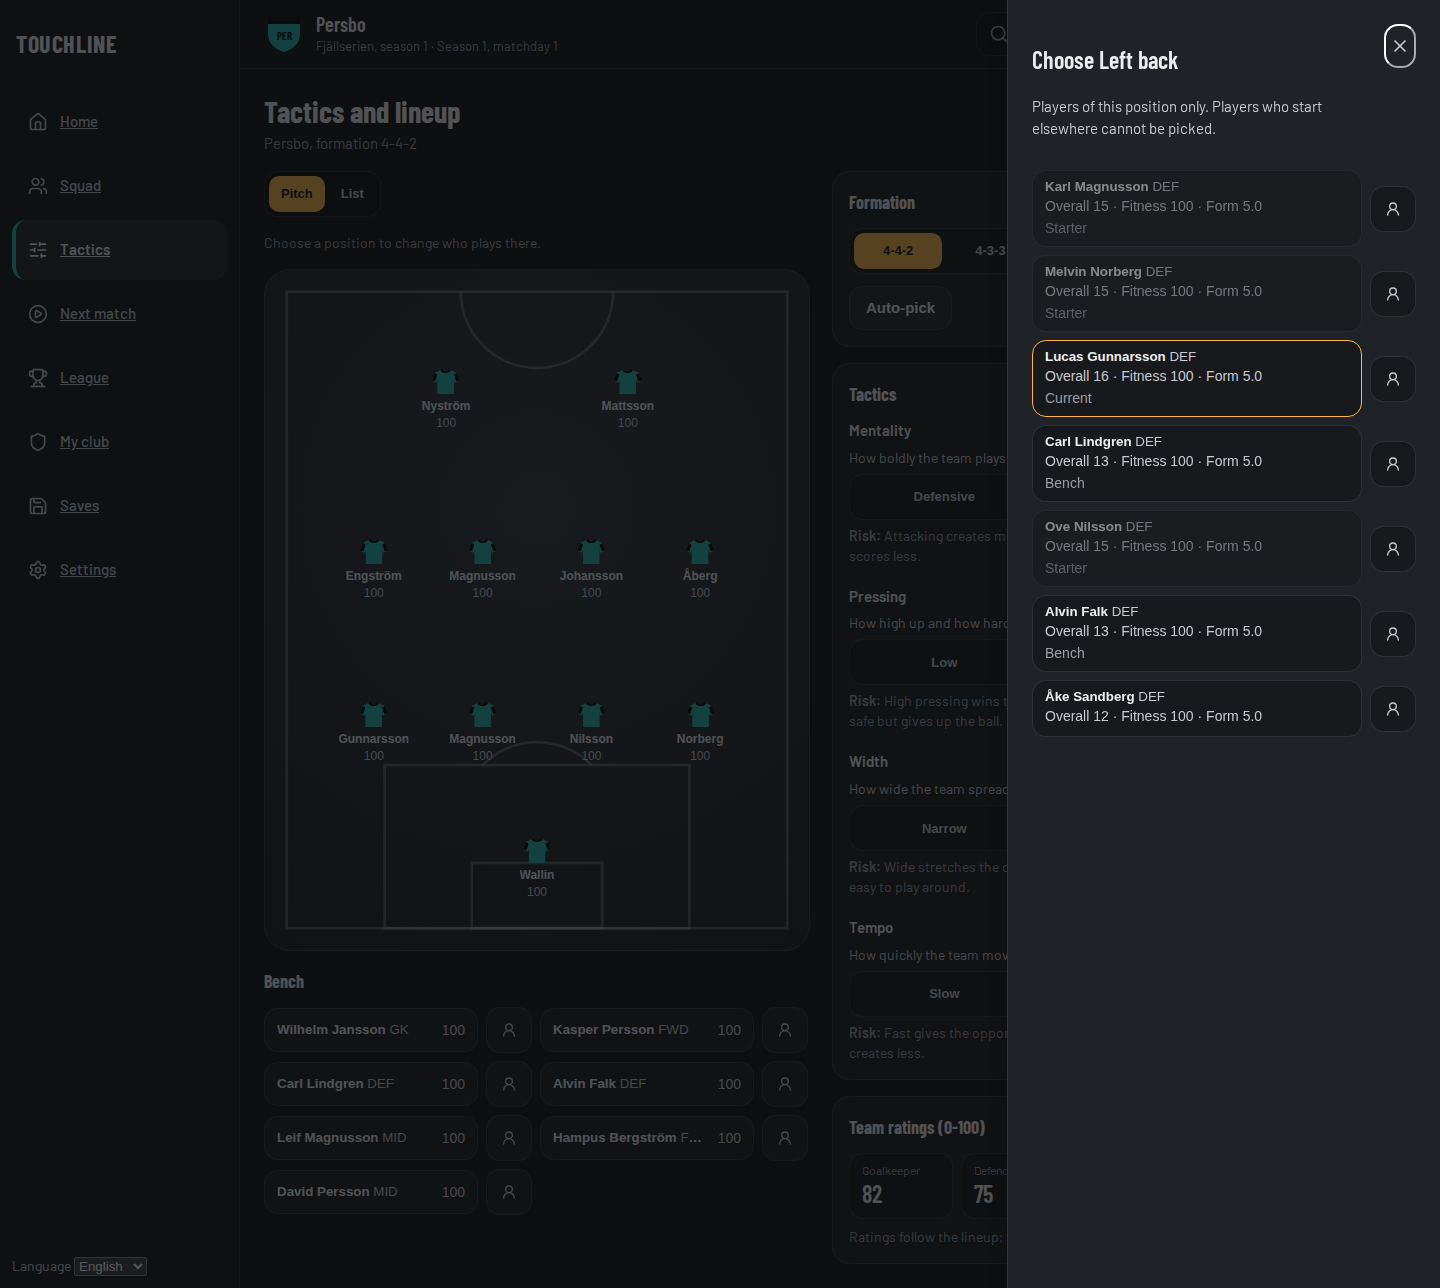 TOUCHLINE
Home
Squad
Tactics
Next match
League
My club
Saves
Settings
Language English
PER
Persbo
Fjällserien, season 1 · Season 1, matchday 1
Tactics and lineup
Persbo, formation 4-4-2
Pitch List
Choose a position to change who plays there.
Nyström Mattsson
100 100
Engström Magnusson Johansson Åberg
100 100 100 100
Gunnarsson Magnusson Nilsson Norberg
100 100 100 100
Wallin
100
Bench
Wilhelm Jansson GK 100 Kasper Persson FWD 100
Carl Lindgren DEF 100 Alvin Falk DEF 100
Leif Magnusson MID 100 Hampus Bergström F... 100
David Persson MID 100
Formation
4-4-2 4-3-3
Auto-pick
Tactics
Mentality
How boldly the team plays
Defensive
Risk: Attacking creates m
scores less.
Pressing
How high up and how hard
Low
Risk: High pressing wins t
safe but gives up the ball.
Width
How wide the team spread
Narrow
Risk: Wide stretches the
easy to play around.
Tempo
How quickly the team mov
Slow
Risk: Fast gives the oppor
creates less.
Team ratings (0-100)
Goalkeeper Defenc
82 75
Ratings follow the lineup;
Choose Left back
Players of this position only. Players who start
elsewhere cannot be picked.
Karl Magnusson DEF
Overall 15 · Fitness 100 · Form 5.0
Starter
Melvin Norberg DEF
Overall 15 · Fitness 100 · Form 5.0
Starter
Lucas Gunnarsson DEF
Overall 16 · Fitness 100 · Form 5.0
Current
Carl Lindgren DEF
Overall 13 · Fitness 100 · Form 5.0
Bench
Ove Nilsson DEF
Overall 15 · Fitness 100 · Form 5.0
Starter
Alvin Falk DEF
Overall 13 · Fitness 100 · Form 5.0
Bench
Åke Sandberg DEF
Overall 12 · Fitness 100 · Form 5.0